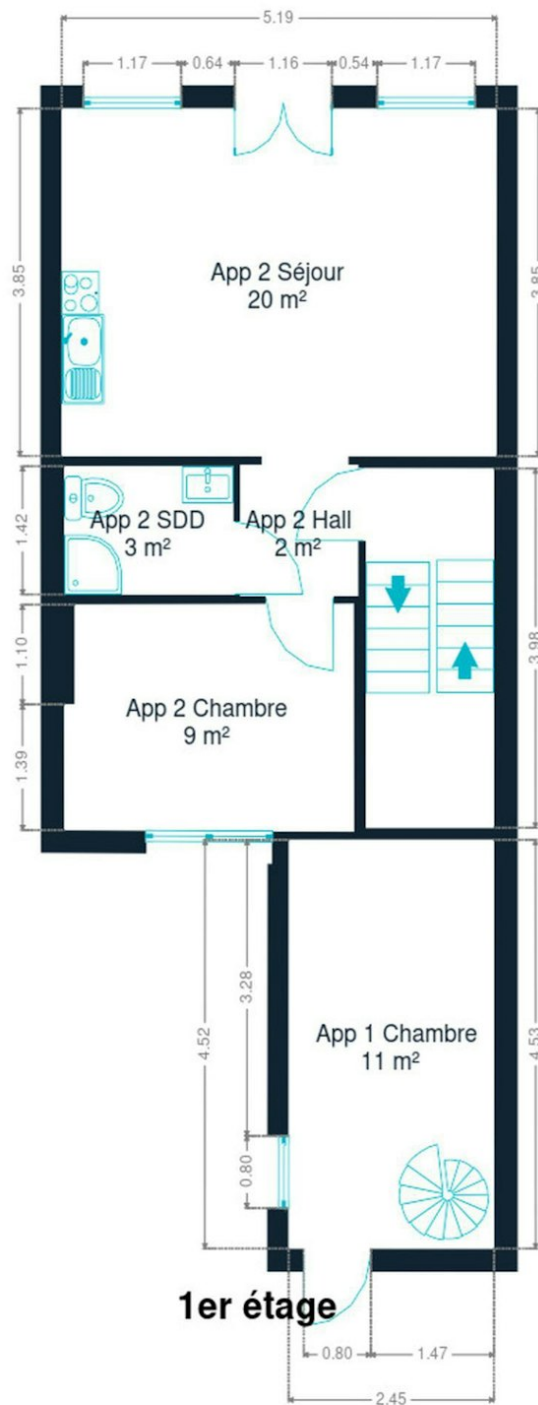 5.19
1.17 0.64 1.16 0.54 1.17
3.85
3.85
App 2 Séjour
20 m²
App 2 SDD
3 m²
App 2 Hall
2 m²
1.42
1.10
3.98
App 2 Chambre
9 m²
1.39
3.28
4.52
4.53
App 1 Chambre
11 m²
0.80
1er étage
0.80 1.47
2.45